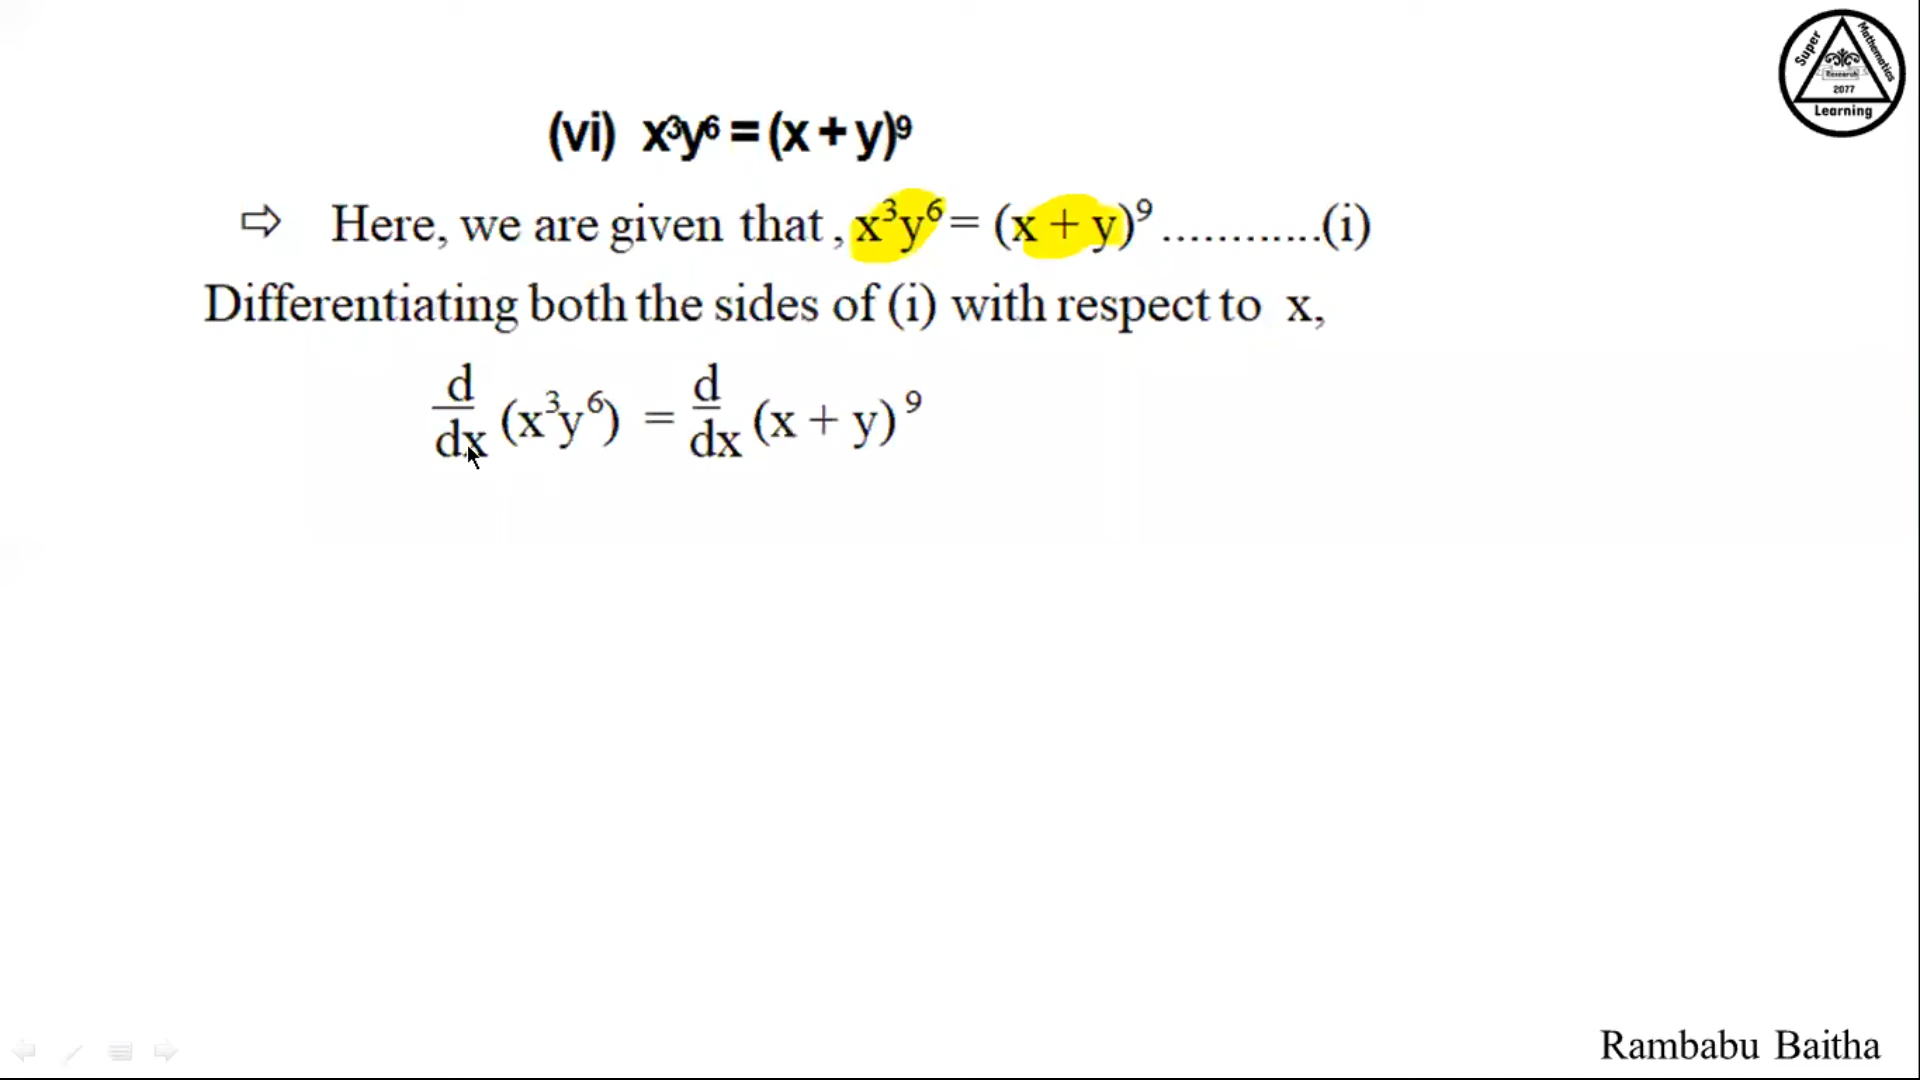 Super Mathematics
Research
2077
Learning
(vi) x³y⁶ = (x + y)⁹
⇨ Here, we are given that , x³y⁶ = (x + y)⁹ ............(i)
Differentiating both the sides of (i) with respect to x,
d/dx (x³y⁶) = d/dx (x + y)⁹
Rambabu Baitha